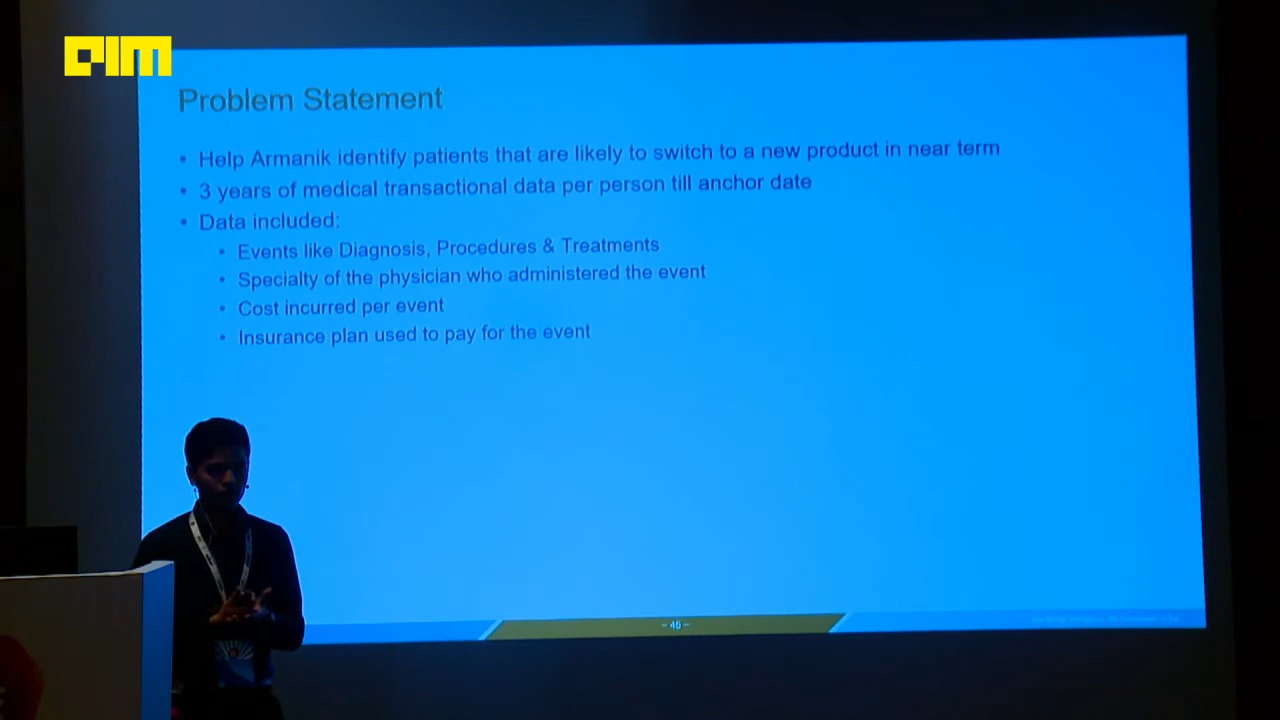 AIM
Problem Statement
• Help Armanik identify patients that are likely to switch to a new product in near term
• 3 years of medical transactional data per person till anchor date
• Data included:
• Events like Diagnosis, Procedures & Treatments
• Specialty of the physician who administered the event
• Cost incurred per event
• Insurance plan used to pay for the event
– 45 –